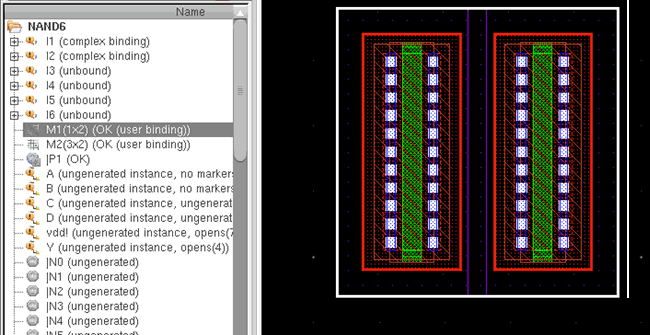 Name
NAND6
I1 (complex binding)
I2 (complex binding)
I3 (unbound)
I4 (unbound)
I5 (unbound)
I6 (unbound)
M1(1x2) (OK (user binding))
M2(3x2) (OK (user binding))
|P1 (OK)
A (ungenerated instance, no markers
B (ungenerated instance, no markers
C (ungenerated instance, ungenera
D (ungenerated instance, ungenerat
vdd! (ungenerated instance, opens(7
Y (ungenerated instance, opens(4))
|N0 (ungenerated)
|N1 (ungenerated)
|N2 (ungenerated)
|N3 (ungenerated)
|N4 (ungenerated)
|N5 (ungenerated)